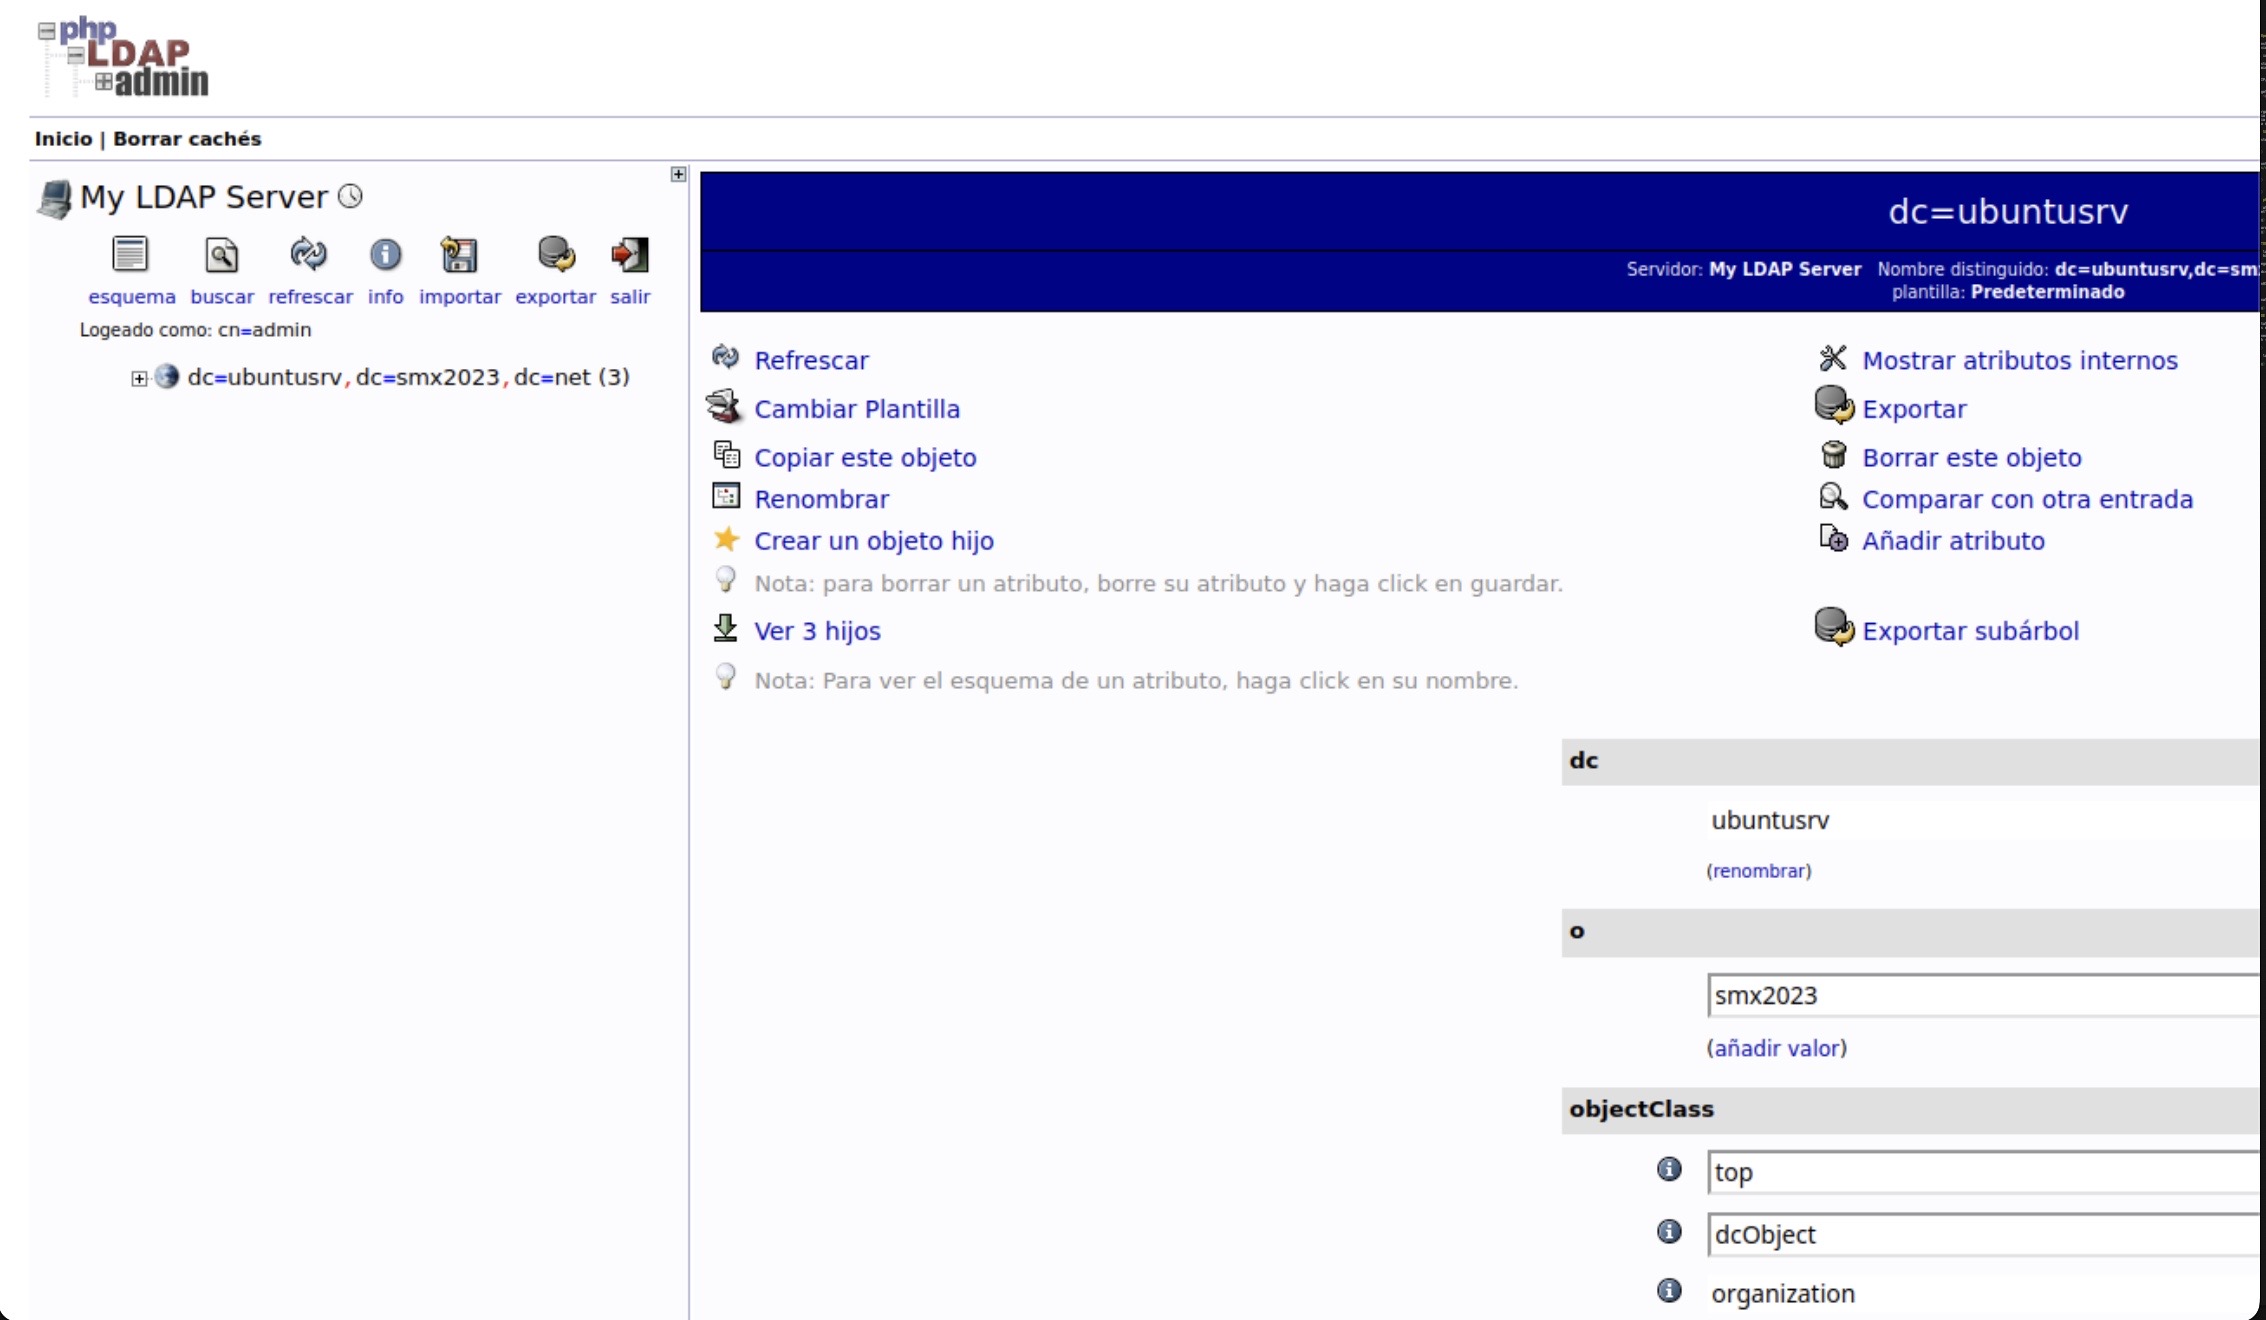 php
LDAP
admin
Inicio | Borrar cachés
My LDAP Server
esquema buscar refrescar info importar exportar salir
Logeado como: cn=admin
dc=ubuntusrv,dc=smx2023,dc=net (3)
dc=ubuntusrv
Servidor: My LDAP Server Nombre distinguido: dc=ubuntusrv,dc=sm
plantilla: Predeterminado
Refrescar Mostrar atributos internos
Cambiar Plantilla Exportar
Copiar este objeto Borrar este objeto
Renombrar Comparar con otra entrada
Crear un objeto hijo Añadir atributo
Nota: para borrar un atributo, borre su atributo y haga click en guardar.
Ver 3 hijos Exportar subárbol
Nota: Para ver el esquema de un atributo, haga click en su nombre.
dc
ubuntusrv
(renombrar)
o
smx2023
(añadir valor)
objectClass
top
dcObject
organization